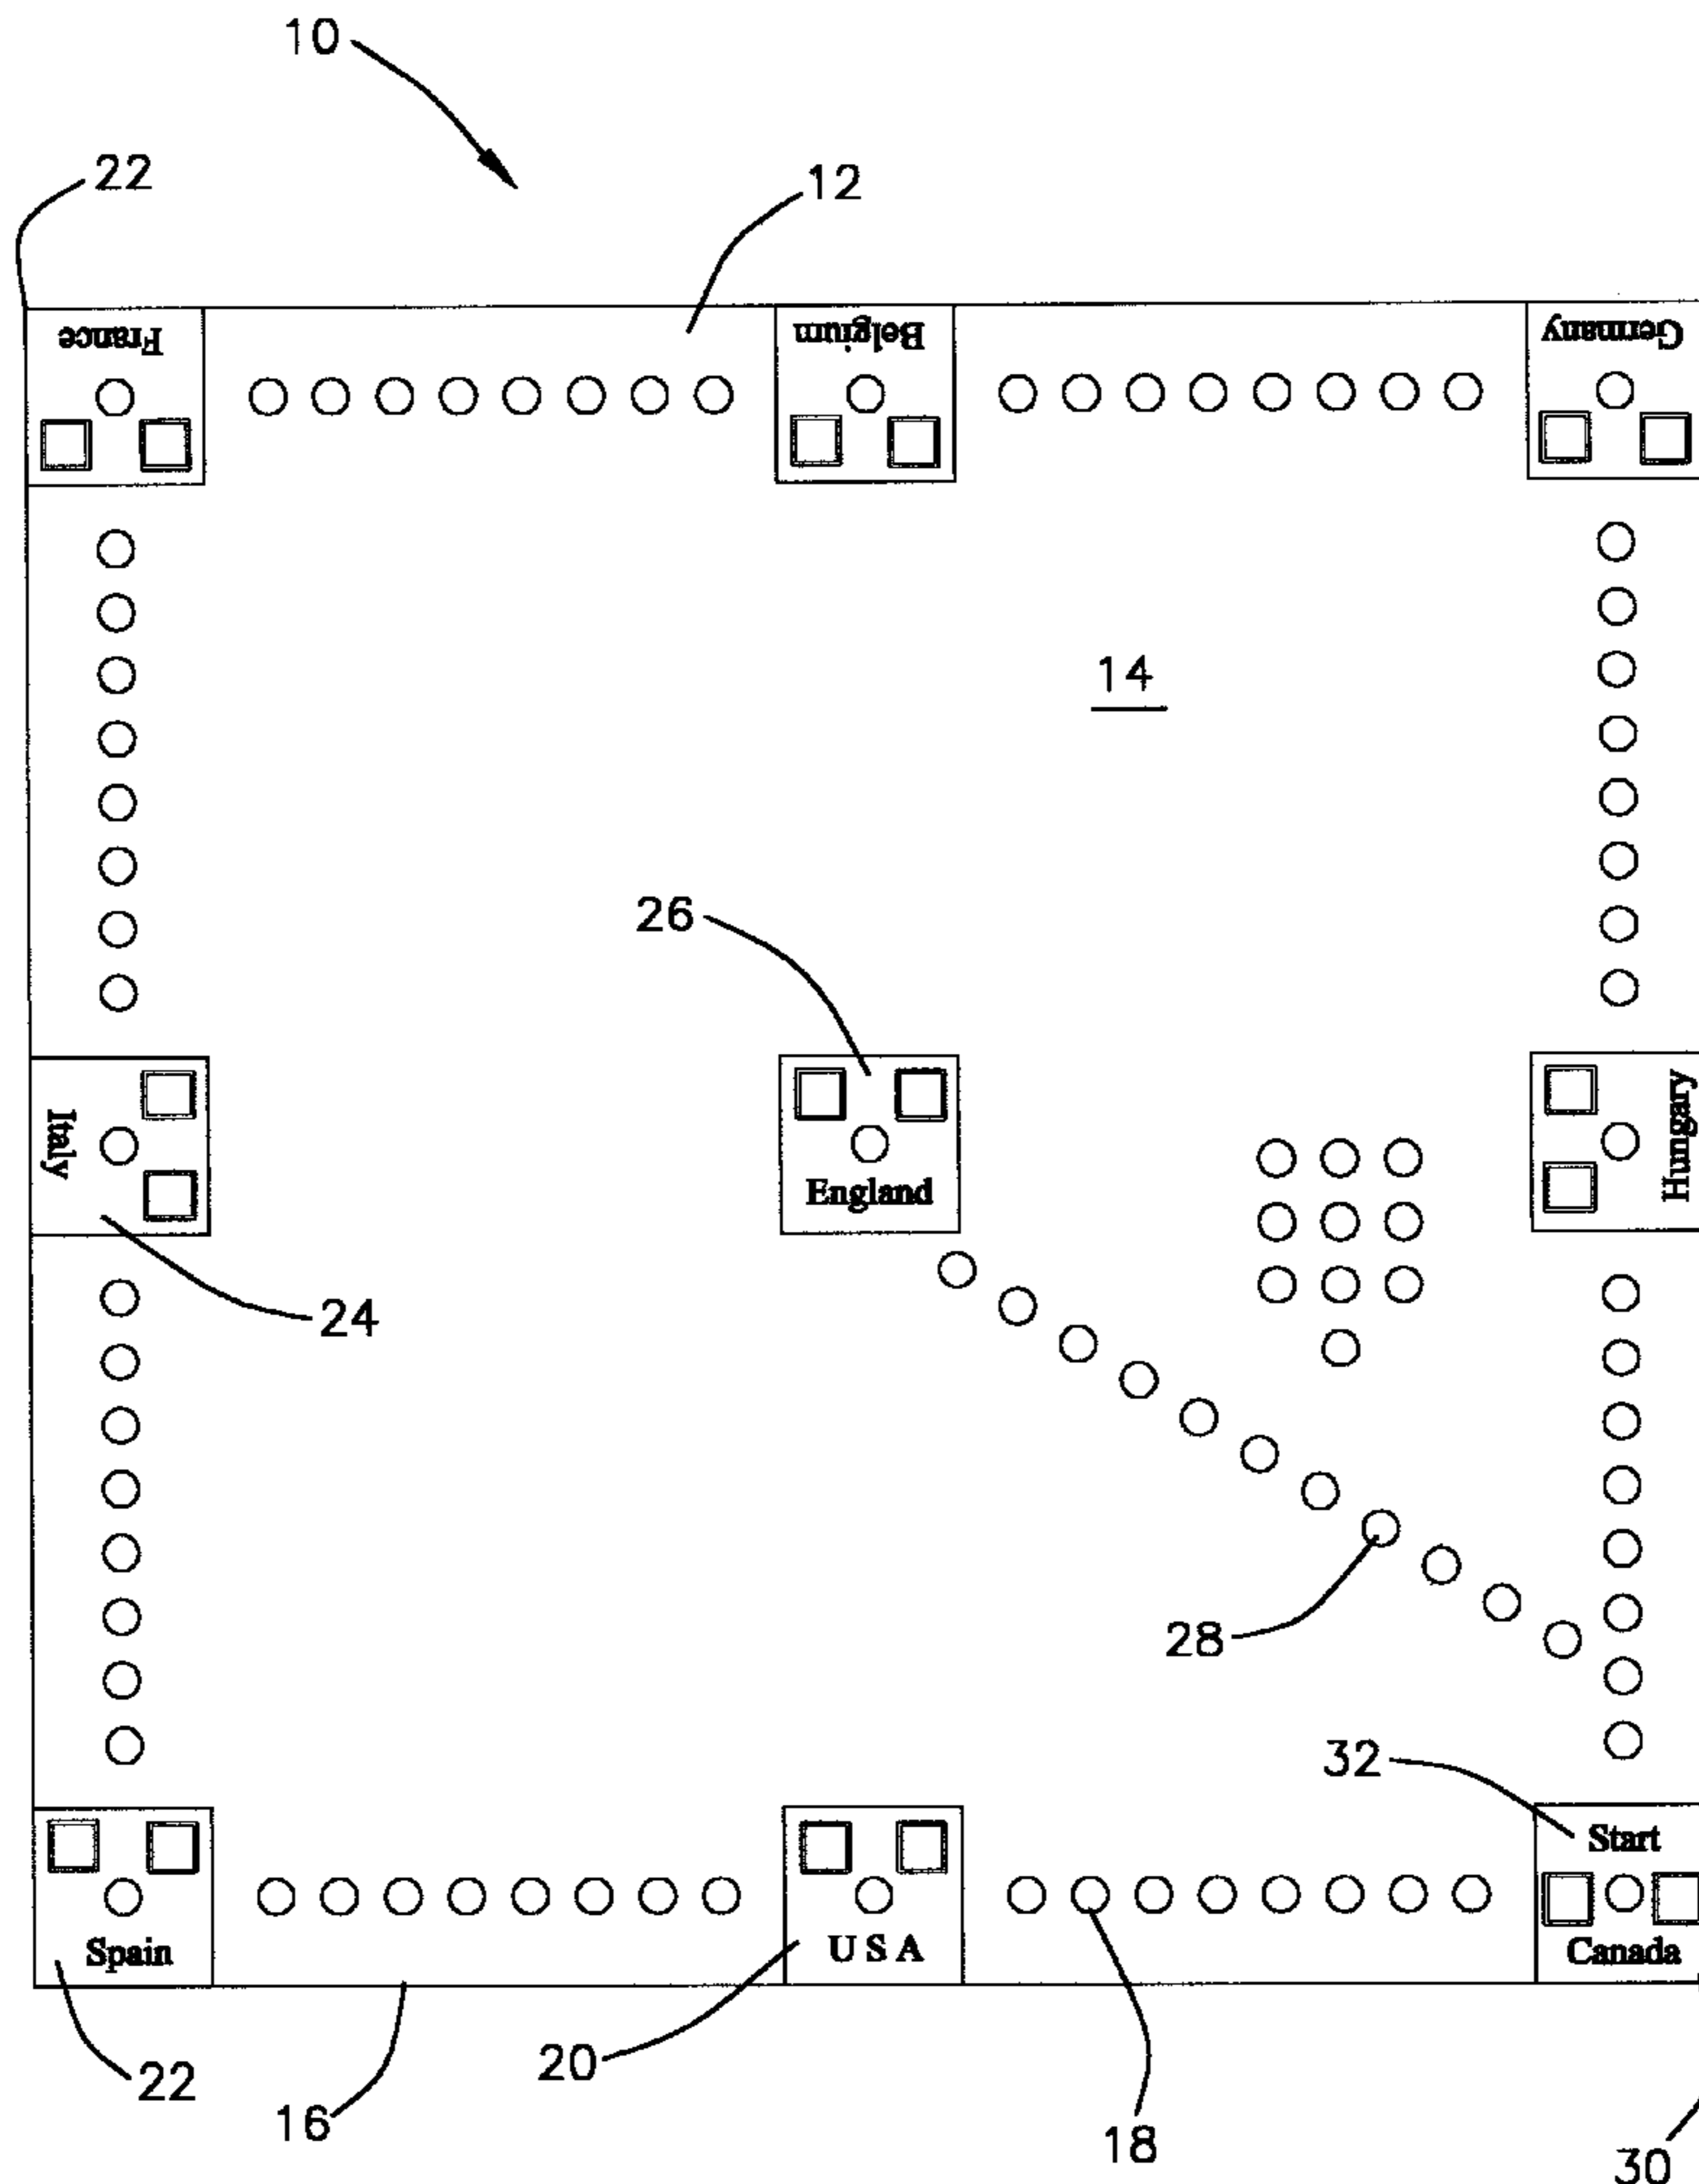 10
22
12
France
Belgium
Germany
14
26
Italy
England
Hungary
24
28
32
Start
Spain
U S A
Canada
20
22
16
18
30